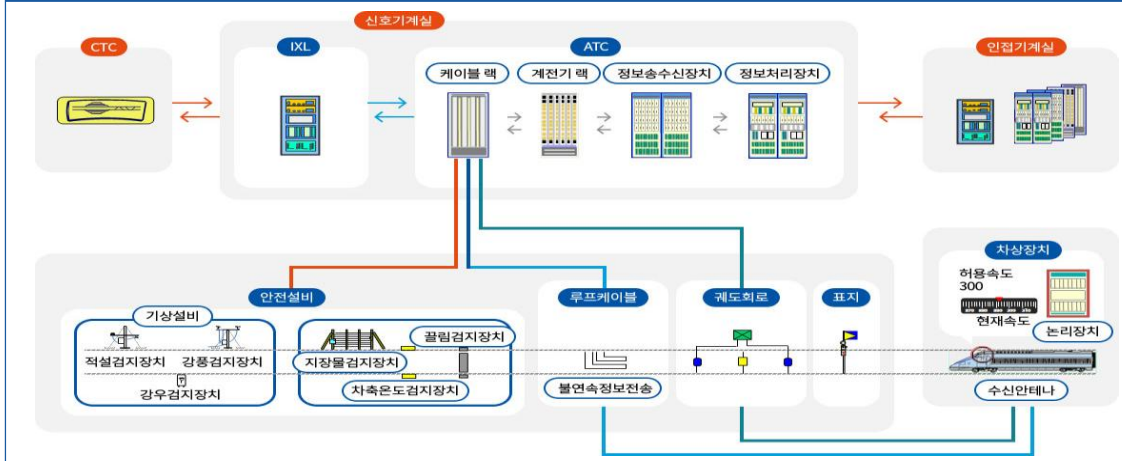 신호기계실
CTC
IXL
ATC
인접기계실
케이블 랙
계전기 랙
정보송수신장치
정보처리장치
차상장치
허용속도
300
현재속도
논리장치
안전설비
루프케이블
궤도회로
표지
기상설비
끌림검지장치
적설검지장치
강풍검지장치
지장물검지장치
강우검지장치
차축온도검지장치
불연속정보전송
수신안테나